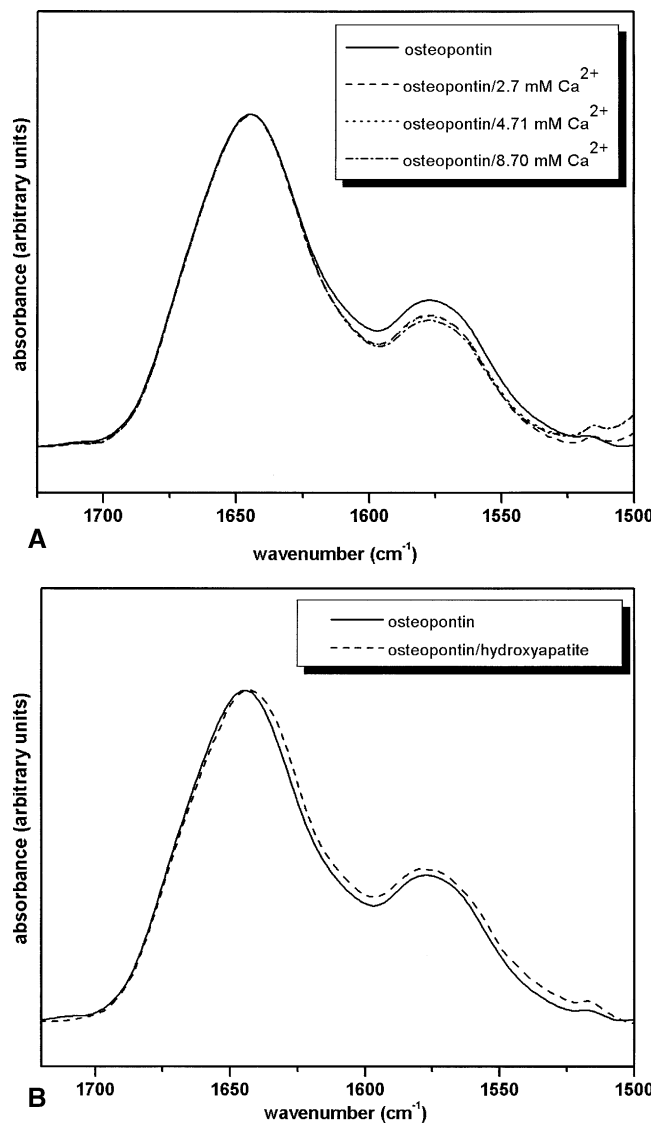 osteopontin
osteopontin/2.7 mM Ca2+
osteopontin/4.71 mM Ca2+
osteopontin/8.70 mM Ca2+
absorbance (arbitrary units)
1700 1650 1600 1550 1500
A
wavenumber (cm-1)
osteopontin
osteopontin/hydroxyapatite
absorbance (arbitrary units)
1700 1650 1600 1550 1500
B
wavenumber (cm-1)